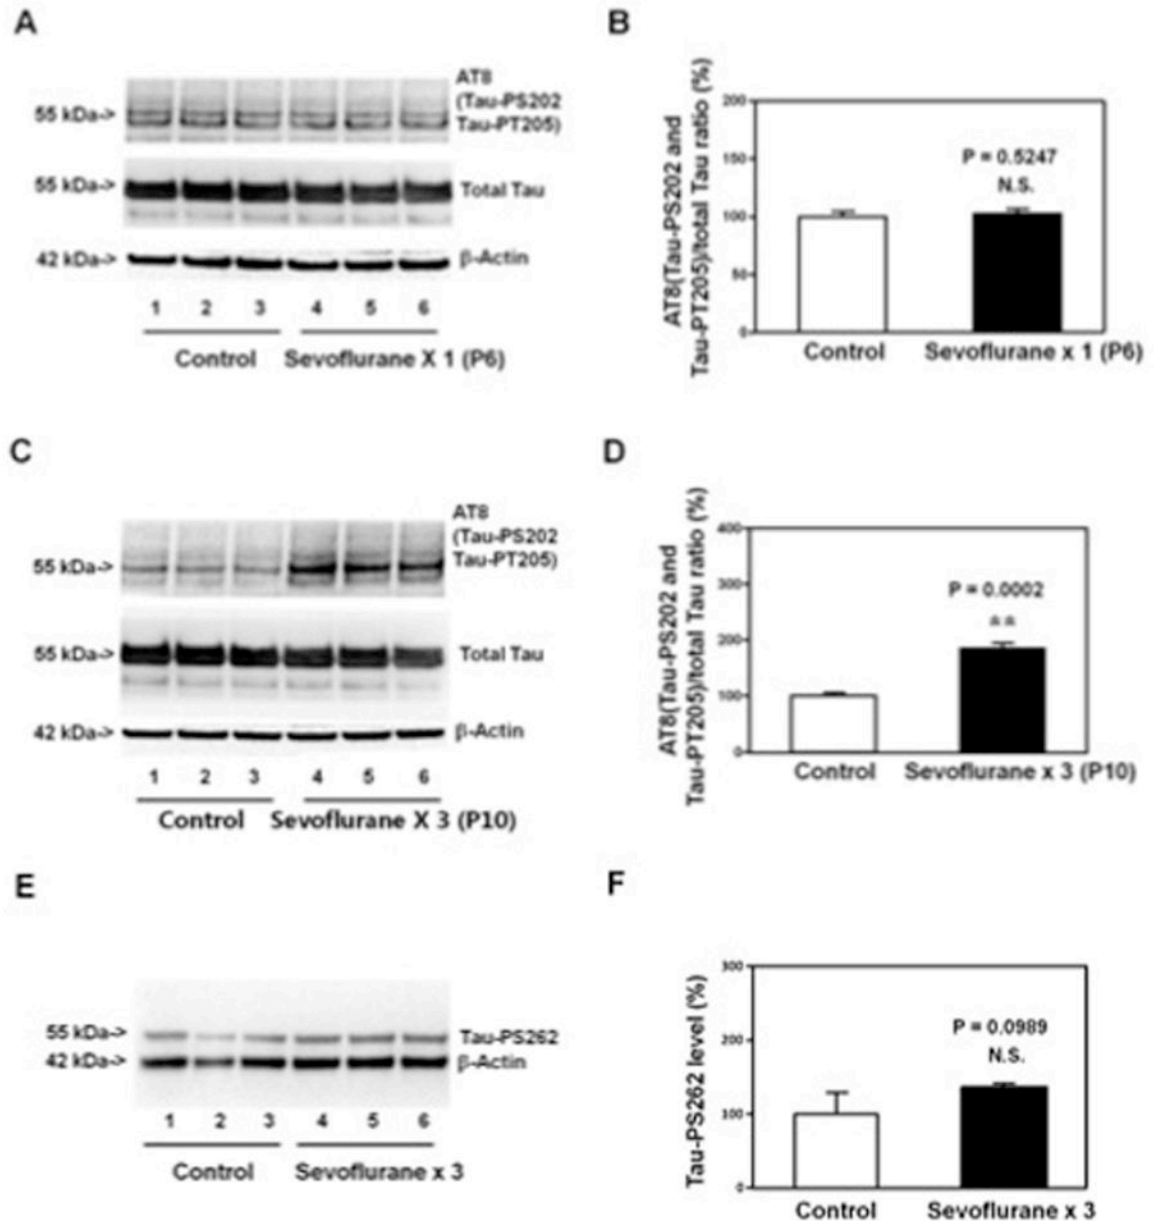 A
AT8
(Tau-PS202
55 kDa->
Tau-PT205)
55 kDa->
Total Tau
42 kDa->
β-Actin
1 2 3 4 5 6
Control Sevoflurane X 1 (P6)
B
AT8(Tau-PS202 and
Tau-PT205)/total Tau ratio (%)
200
150
100
50
0
P = 0.5247
N.S.
Control Sevoflurane x 1 (P6)
C
AT8
(Tau-PS202
Tau-PT205)
55 kDa->
55 kDa->
Total Tau
42 kDa->
β-Actin
1 2 3 4 5 6
Control Sevoflurane X 3 (P10)
D
AT8(Tau-PS202 and
Tau-PT205)/total Tau ratio (%)
400
300
200
100
0
P = 0.0002
**
Control Sevoflurane x 3 (P10)
E
55 kDa->
Tau-PS262
42 kDa->
β-Actin
1 2 3 4 5 6
Control Sevoflurane x 3
F
Tau-PS262 level (%)
300
200
100
0
P = 0.0989
N.S.
Control Sevoflurane x 3